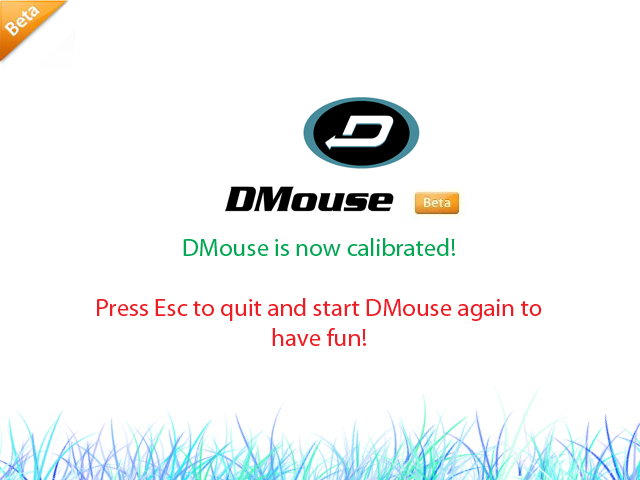 Beta
D
DMouse
Beta
DMouse is now calibrated!
Press Esc to quit and start DMouse again to
have fun!